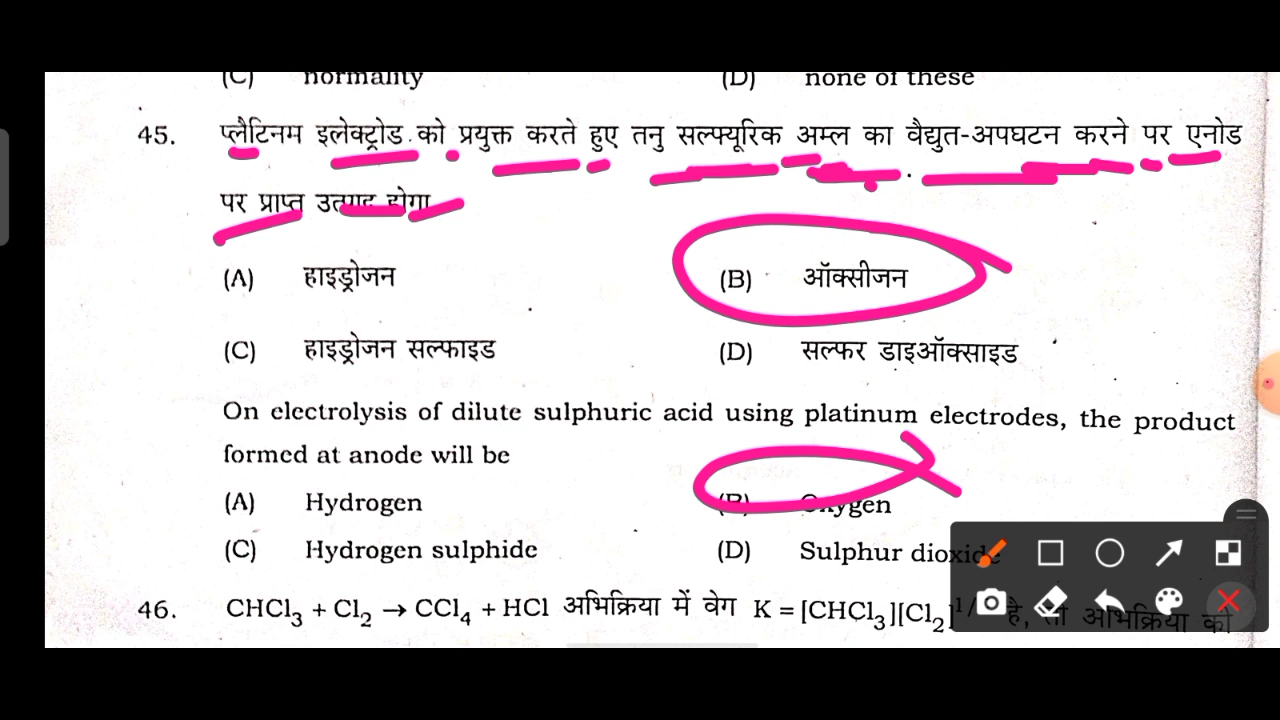 (C) normality (D) none of these
45. प्लैटिनम इलेक्ट्रोड को प्रयुक्त करते हुए तनु सल्फ्यूरिक अम्ल का वैद्युत-अपघटन करने पर एनोड
पर प्राप्त उत्पाद होगा
(A) हाइड्रोजन (B) ऑक्सीजन
(C) हाइड्रोजन सल्फाइड (D) सल्फर डाइऑक्साइड
On electrolysis of dilute sulphuric acid using platinum electrodes, the product
formed at anode will be
(A) Hydrogen (B) Oxygen
(C) Hydrogen sulphide (D) Sulphur dioxide
46. CHCl₃ + Cl₂ → CCl₄ + HCl अभिक्रिया में वेग K = [CHCl₃][Cl₂]¹/ है, तो अभिक्रिया की